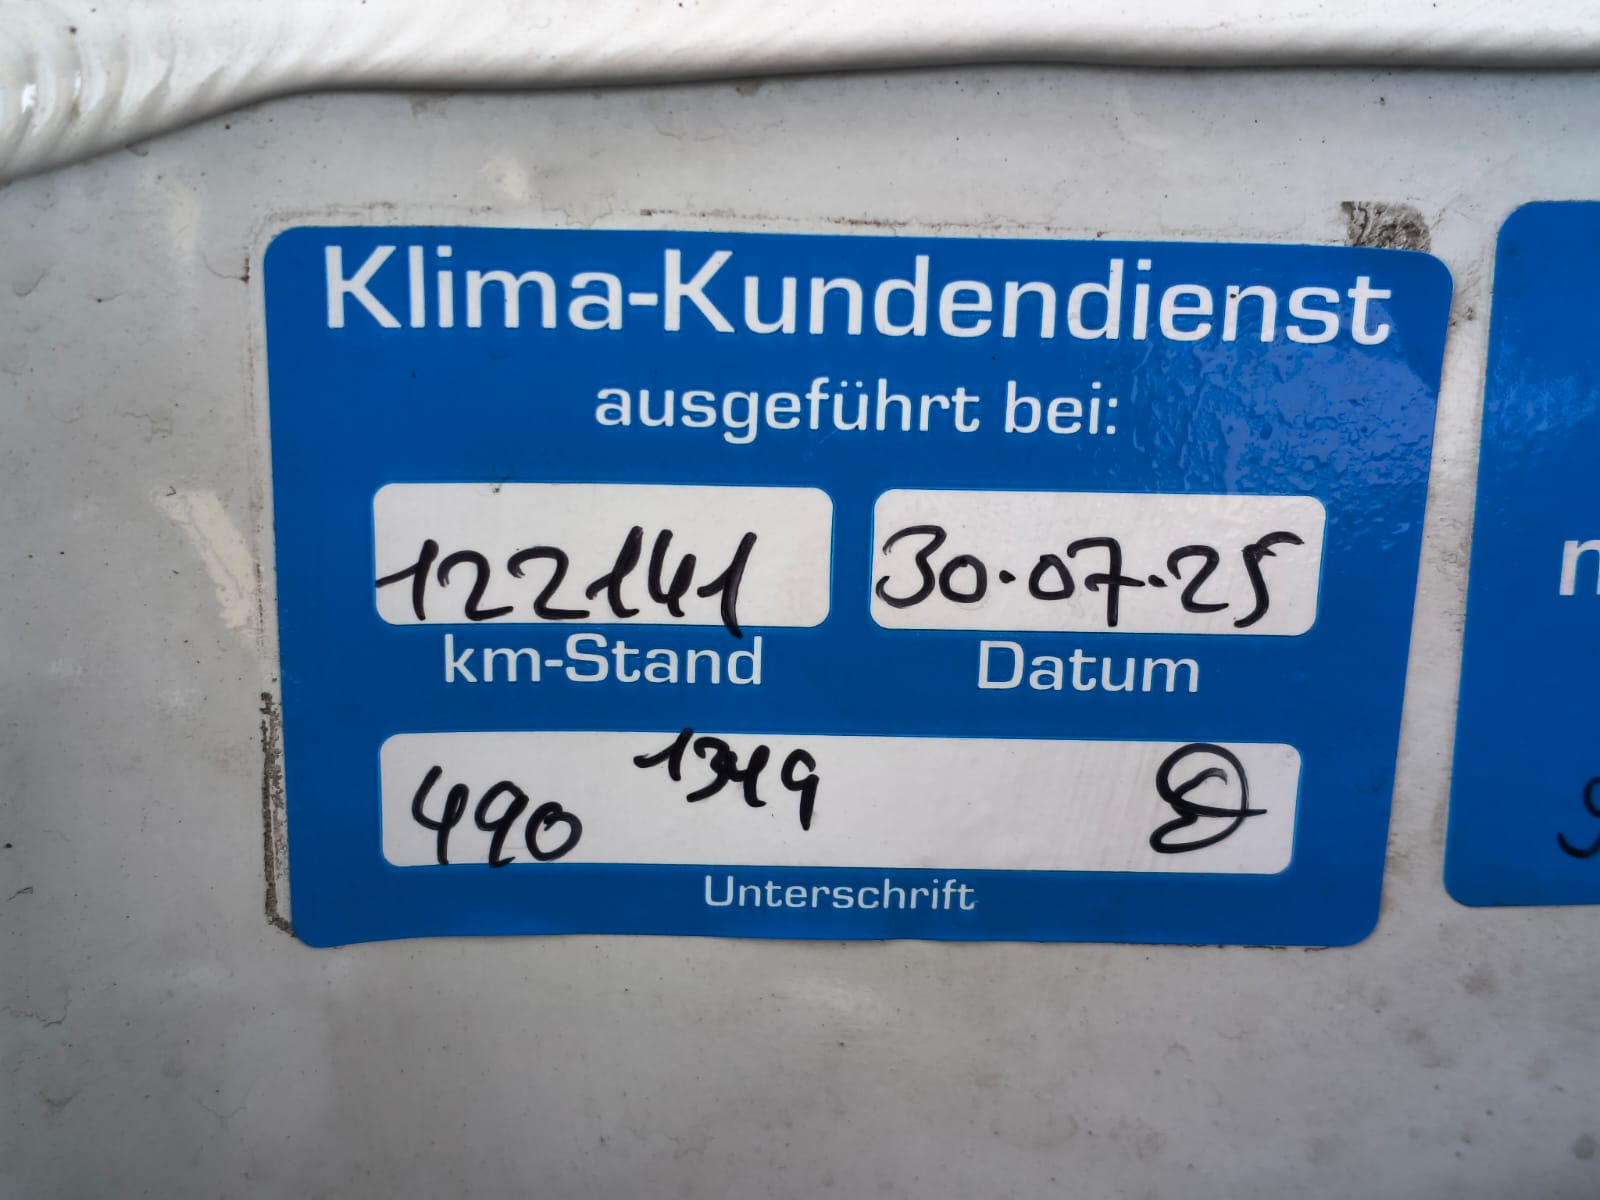 Klima-Kundendienst
ausgeführt bei:
122141 30.07.25
km-Stand Datum
490 1349
Unterschrift